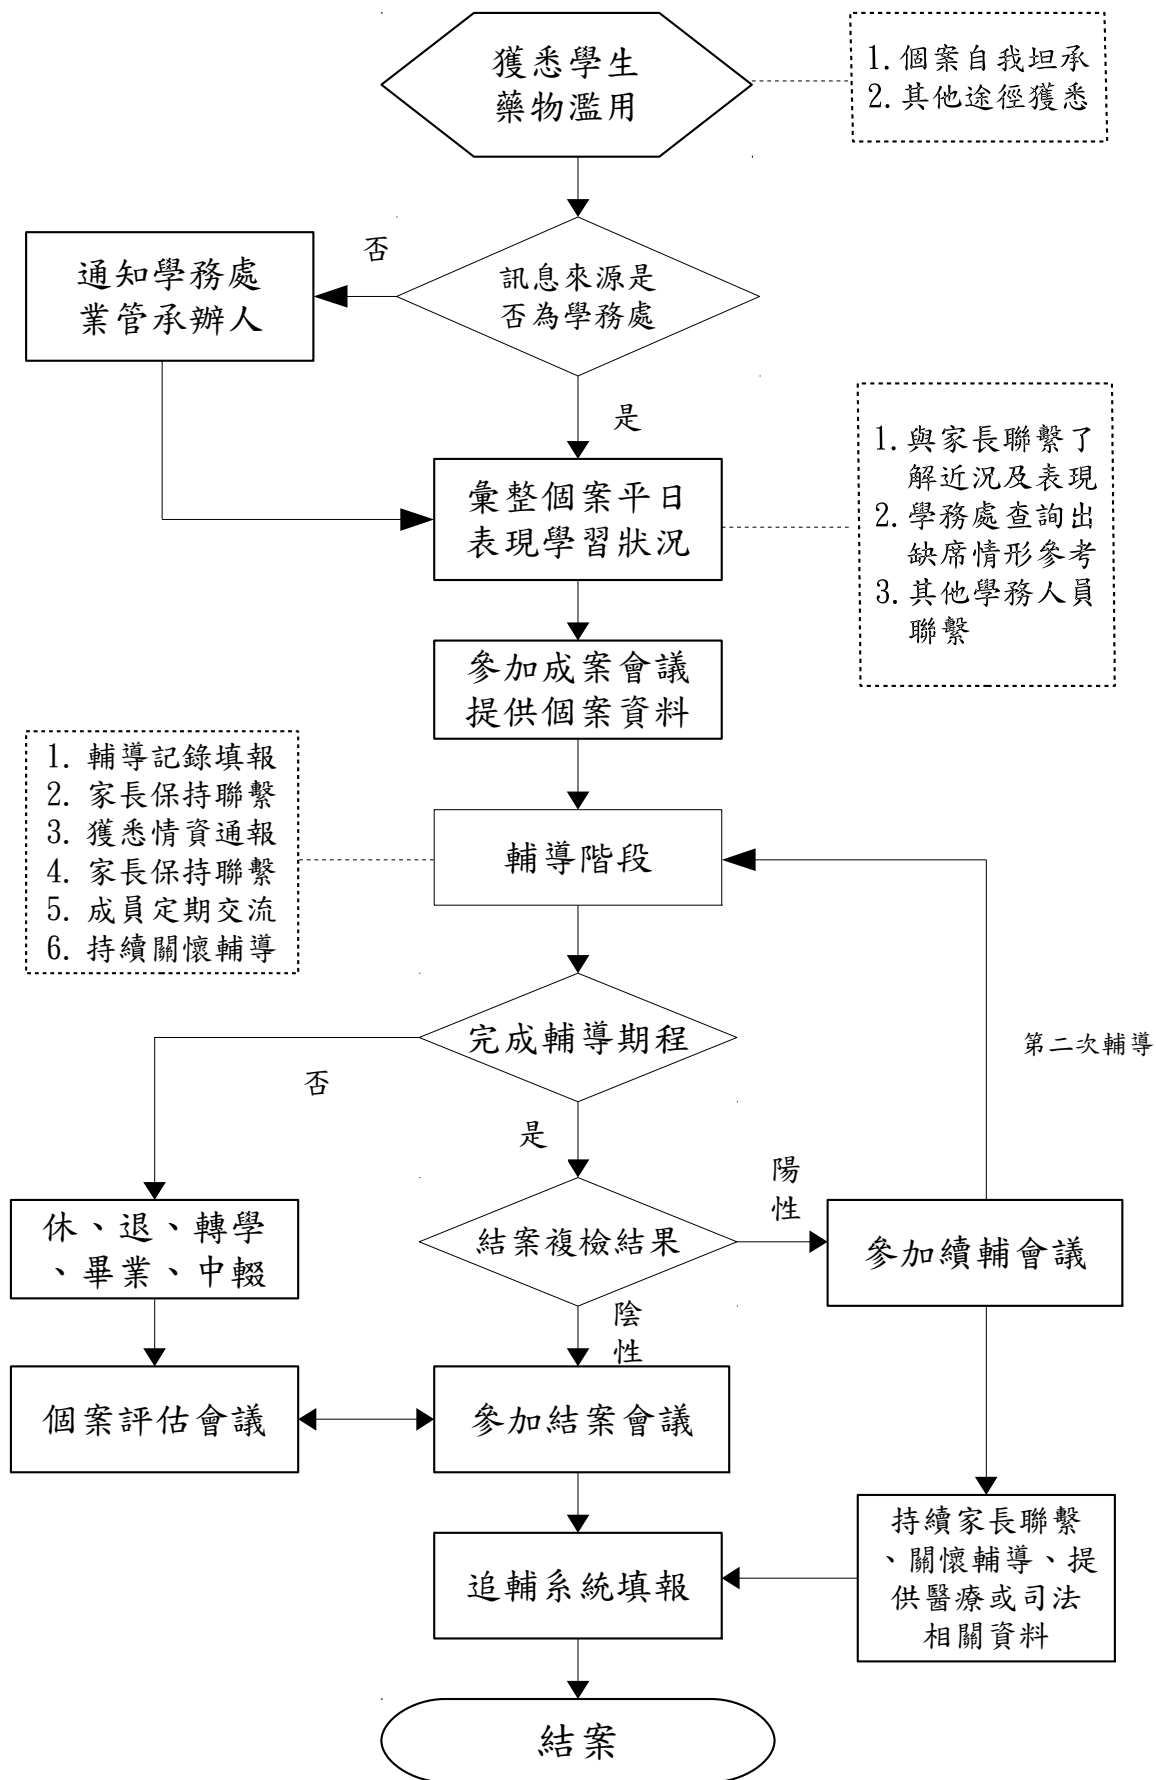 獲悉學生
藥物濫用
1. 個案自我坦承
2. 其他途徑獲悉
訊息來源是
否為學務處
否
通知學務處
業管承辦人
是
彙整個案平日
表現學習狀況
1. 與家長聯繫了
解近況及表現
2. 學務處查詢出
缺席情形參考
3. 其他學務人員
聯繫
參加成案會議
提供個案資料
1. 輔導記錄填報
2. 家長保持聯繫
3. 獲悉情資通報
4. 家長保持聯繫
5. 成員定期交流
6. 持續關懷輔導
輔導階段
完成輔導期程
第二次輔導
否
是
休、退、轉學
、畢業、中輟
結案複檢結果
陽
性
參加續輔會議
陰
性
個案評估會議
參加結案會議
持續家長聯繫
、關懷輔導、提
供醫療或司法
相關資料
追輔系統填報
結案